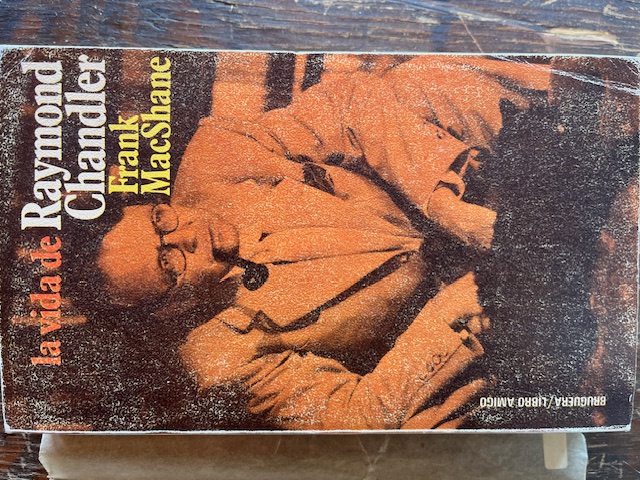 la vida de
Raymond
Chandler
Frank
MacShane
BRUGUERA/LIBRO AMIGO